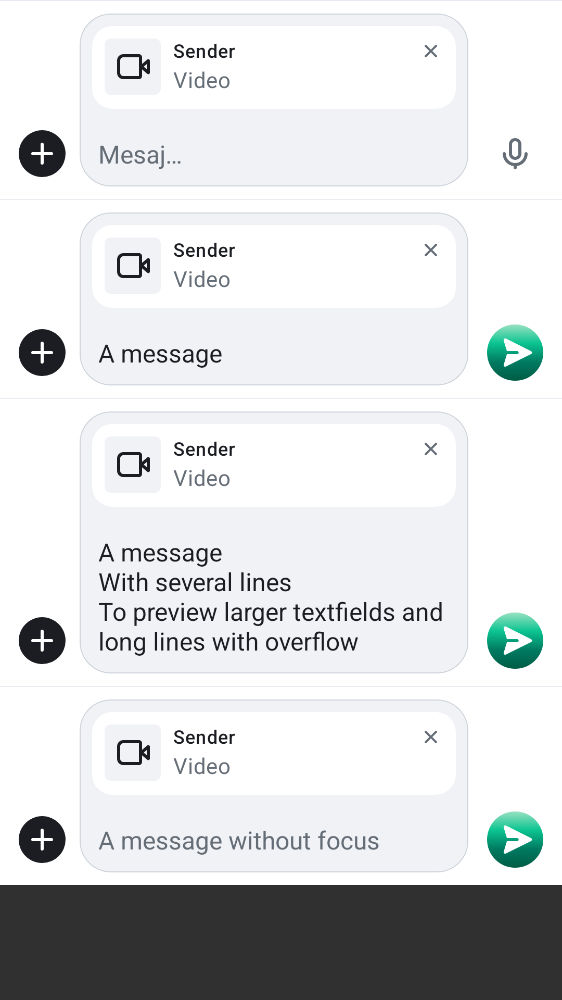 Sender
Video
Mesaj…
Sender
Video
A message
Sender
Video
A message
With several lines
To preview larger textfields and
long lines with overflow
Sender
Video
A message without focus